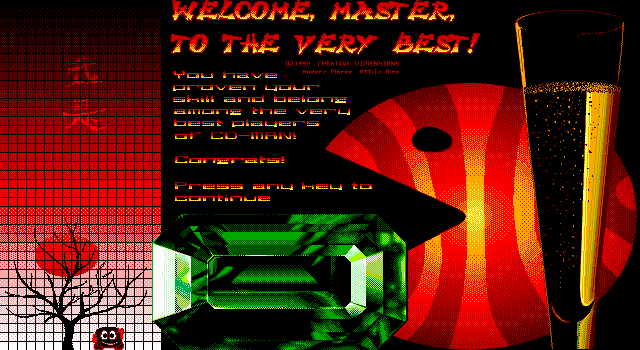 WELCOME, MASTER,
TO THE VERY BEST!
(C)1992 CREATIVE DIMENSIONS
You have
proven your
skill and belong
among the very
best players
of CD-MAN!
Congrats!
Press any key to
continue